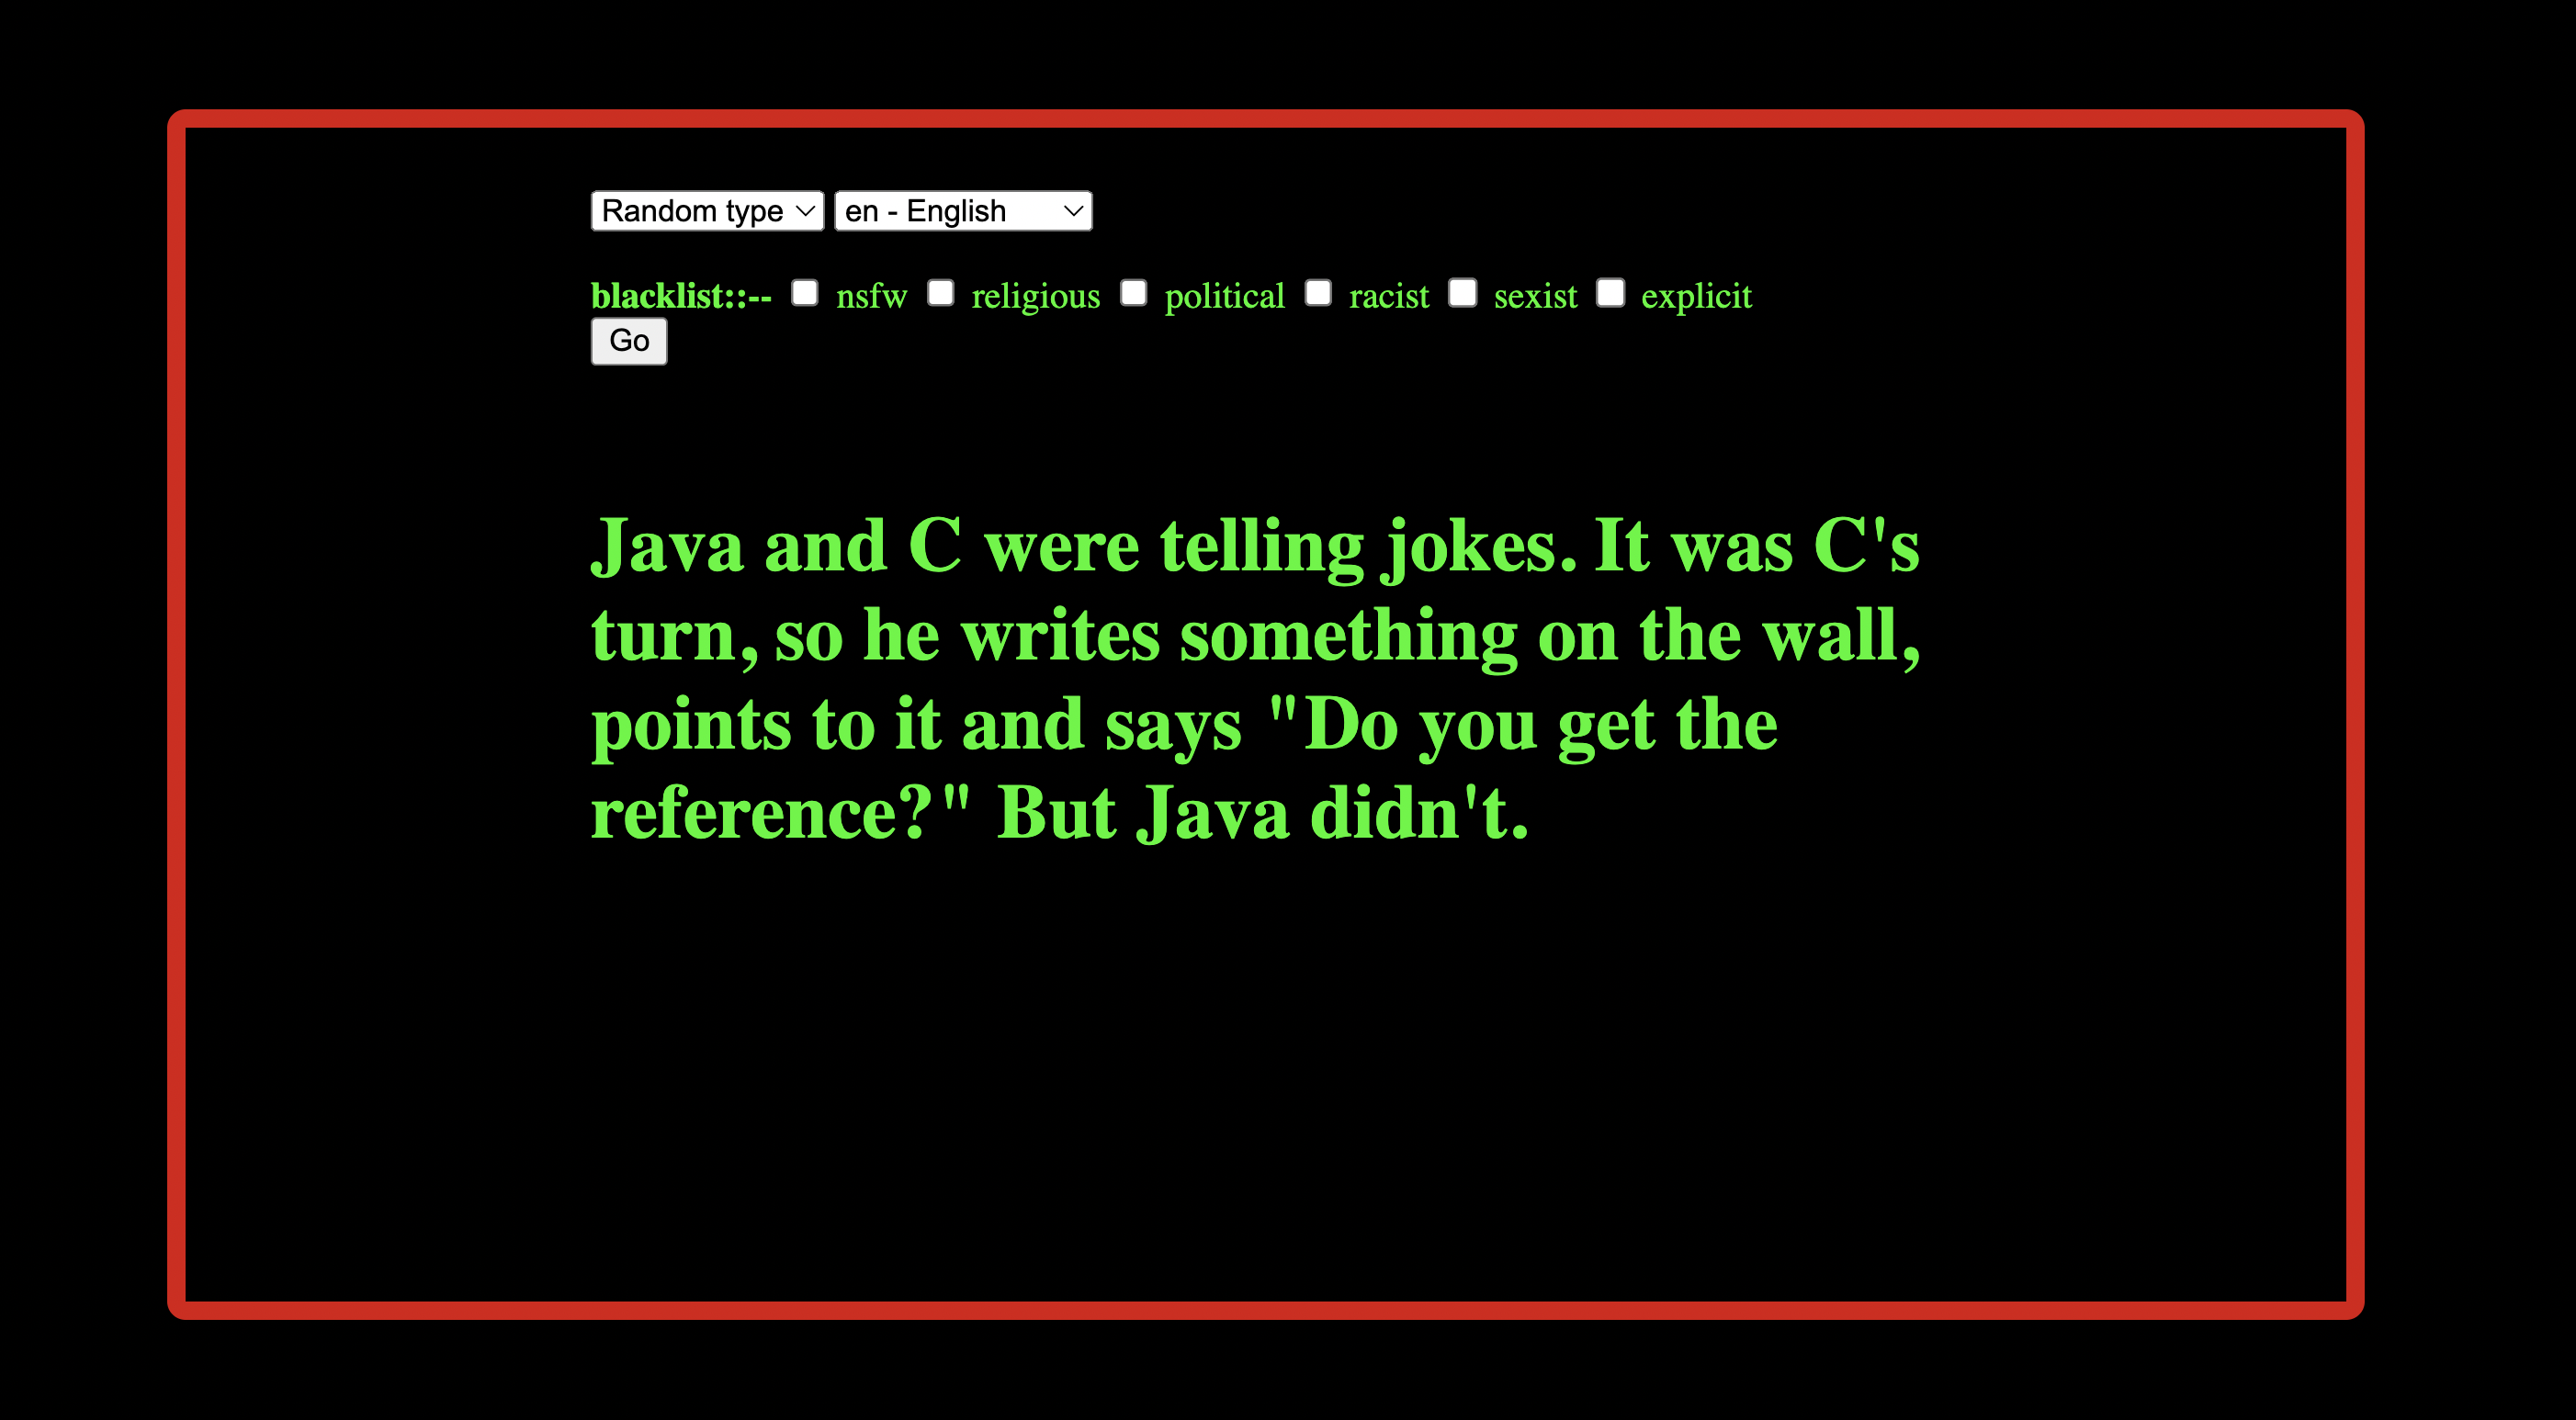 Random type en - English
blacklist::-- nsfw religious political racist sexist explicit
Go
Java and C were telling jokes. It was C's
turn, so he writes something on the wall,
points to it and says "Do you get the
reference?" But Java didn't.